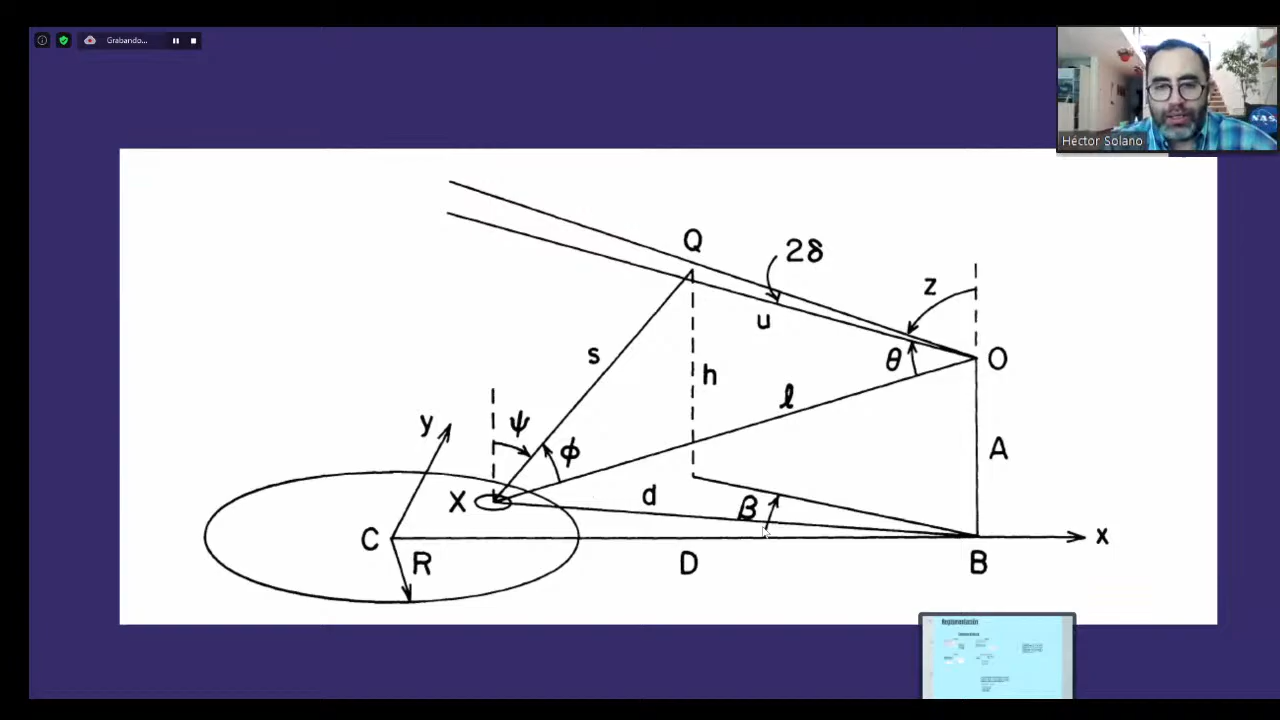 Grabando...
Héctor Solano
NASA
Q
2δ
z
u
θ
O
s
h
ℓ
y
ψ
ϕ
A
X
d
β
C
R
D
B
x